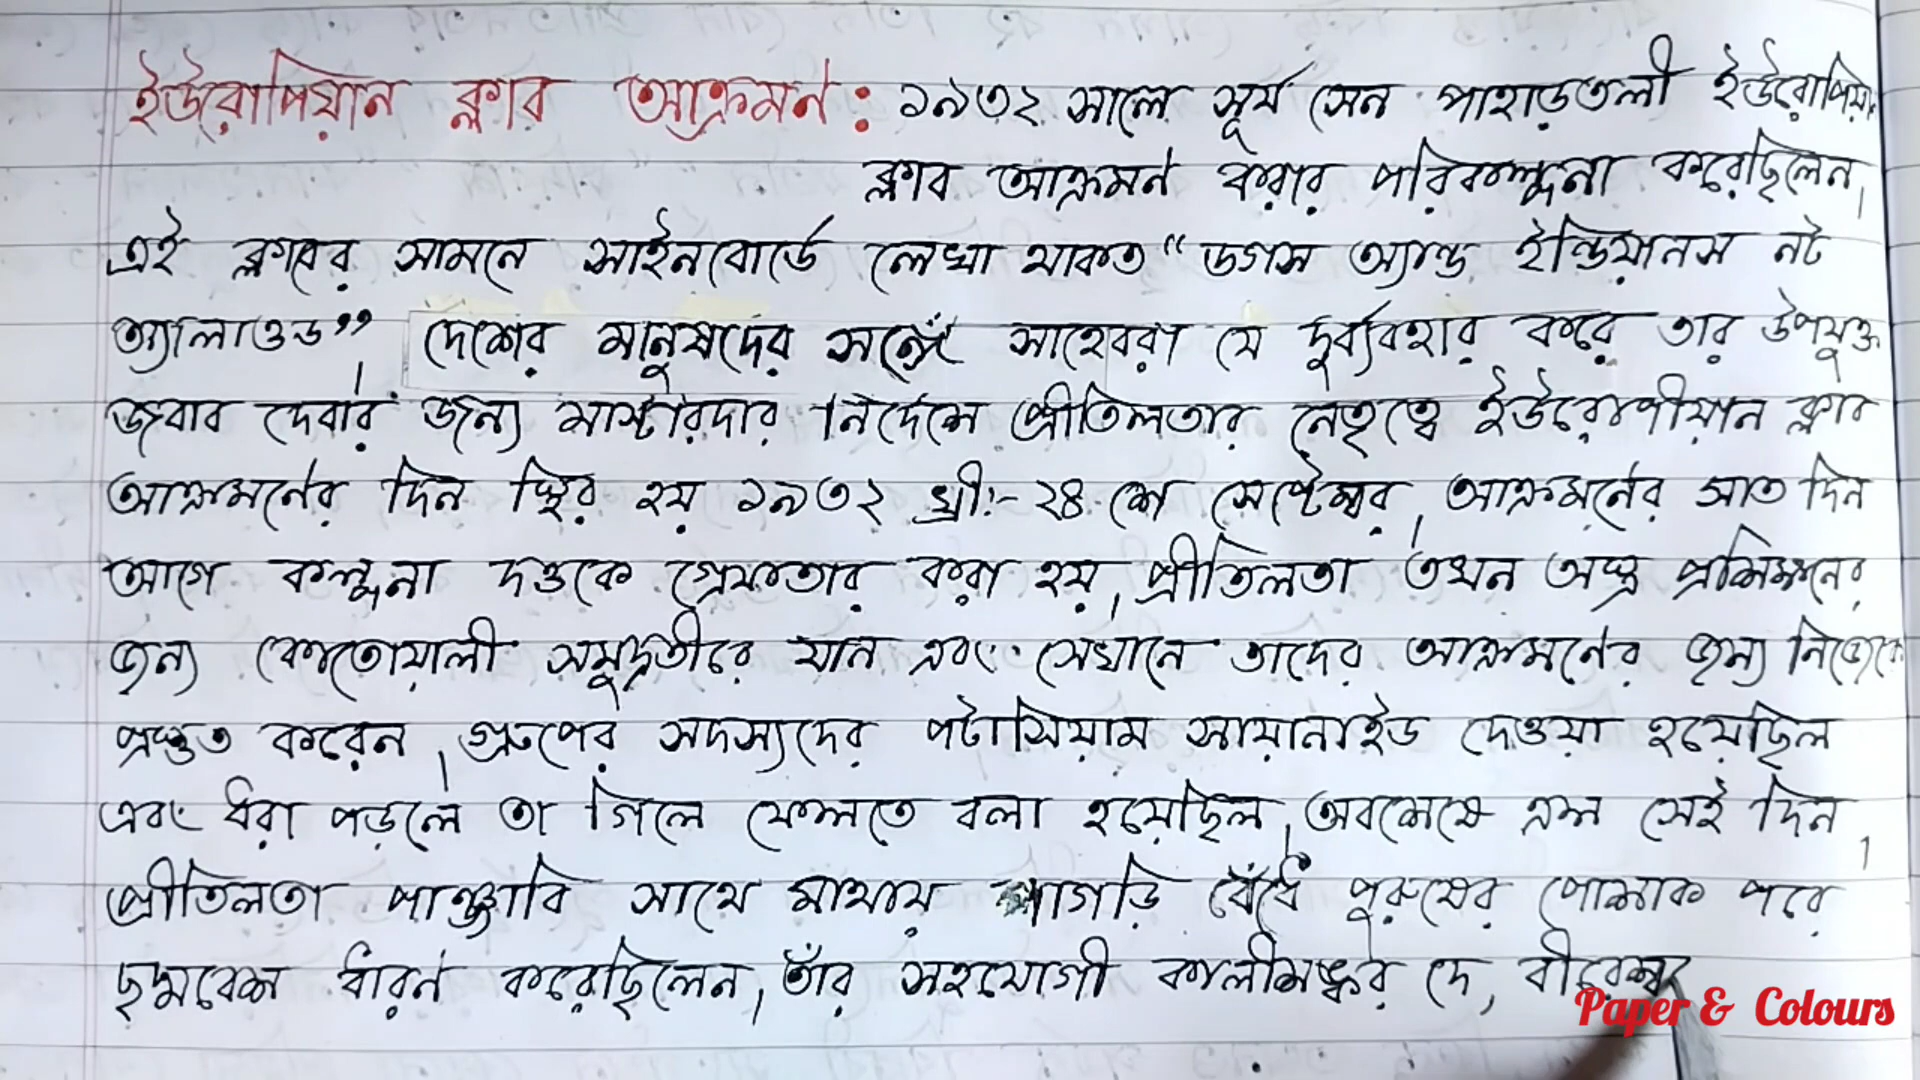 ইউরোপিয়ান ক্লাব আক্রমন: ১৯৩২ সালে সূর্য সেন পাহাড়তলী ইউরোপিয়ান
ক্লাব আক্রমন করার পরিকল্পনা করেছিলেন।
এই ক্লাবের সামনে সাইনবোর্ডে লেখা থাকত “ডগস অ্যান্ড ইন্ডিয়ানস নট
অ্যালাওড”। দেশের মানুষদের সঙ্গে সাহেবরা যে দুর্ব্যবহার করে তার উপযুক্ত
জবাব দেবার জন্য মাস্টারদার নির্দেশে প্রীতিলতার নেতৃত্বে ইউরোপীয়ান ক্লাব
আক্রমনের দিন স্থির হয় ১৯৩২ খ্রী:- ২৪ শে সেপ্টেম্বর। আক্রমনের সাত দিন
আগে কল্পনা দত্তকে গ্রেফতার করা হয়। প্রীতিলতা তখন অস্ত্র প্রশিক্ষনের
জন্য কোতোয়ালী সমুদ্রতীরে যান এবং সেখানে তাদের আক্রমনের জন্য নিজেকে
প্রস্তুত করেন। গ্রুপের সদস্যদের পটাসিয়াম সায়ানাইড দেওয়া হয়েছিল
এবং ধরা পড়লে তা গিলে ফেলতে বলা হয়েছিল। অবশেষে এল সেই দিন।
প্রীতিলতা পাঞ্জাবি সাথে মাথায় পাগড়ি বেঁধে পুরুষের পোশাক পরে
ছদ্মবেশ ধারন করেছিলেন। তাঁর সহযোগী কালীশঙ্কর দে, বীরেশ্ব
Paper & Colours